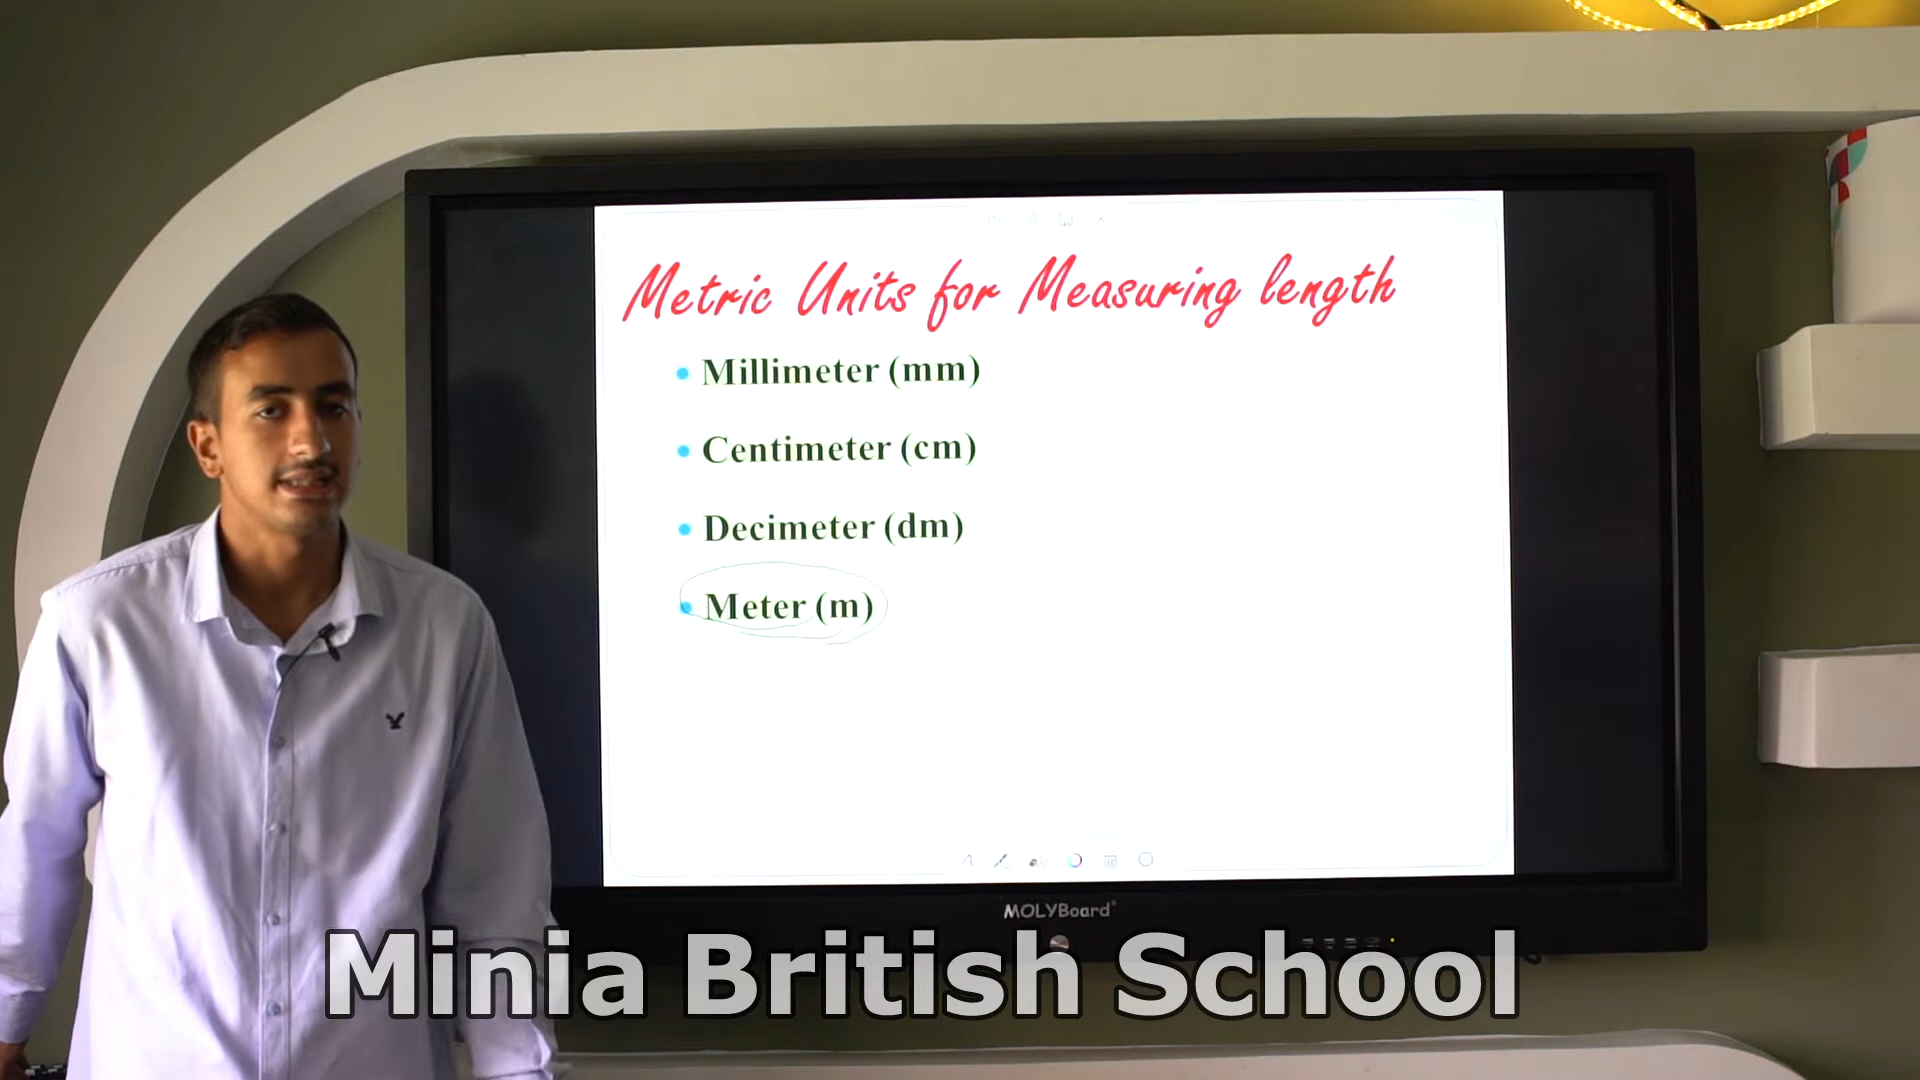 Metric Units for Measuring length
Millimeter (mm)
Centimeter (cm)
Decimeter (dm)
Meter (m)
MOLYBoard
Minia British School